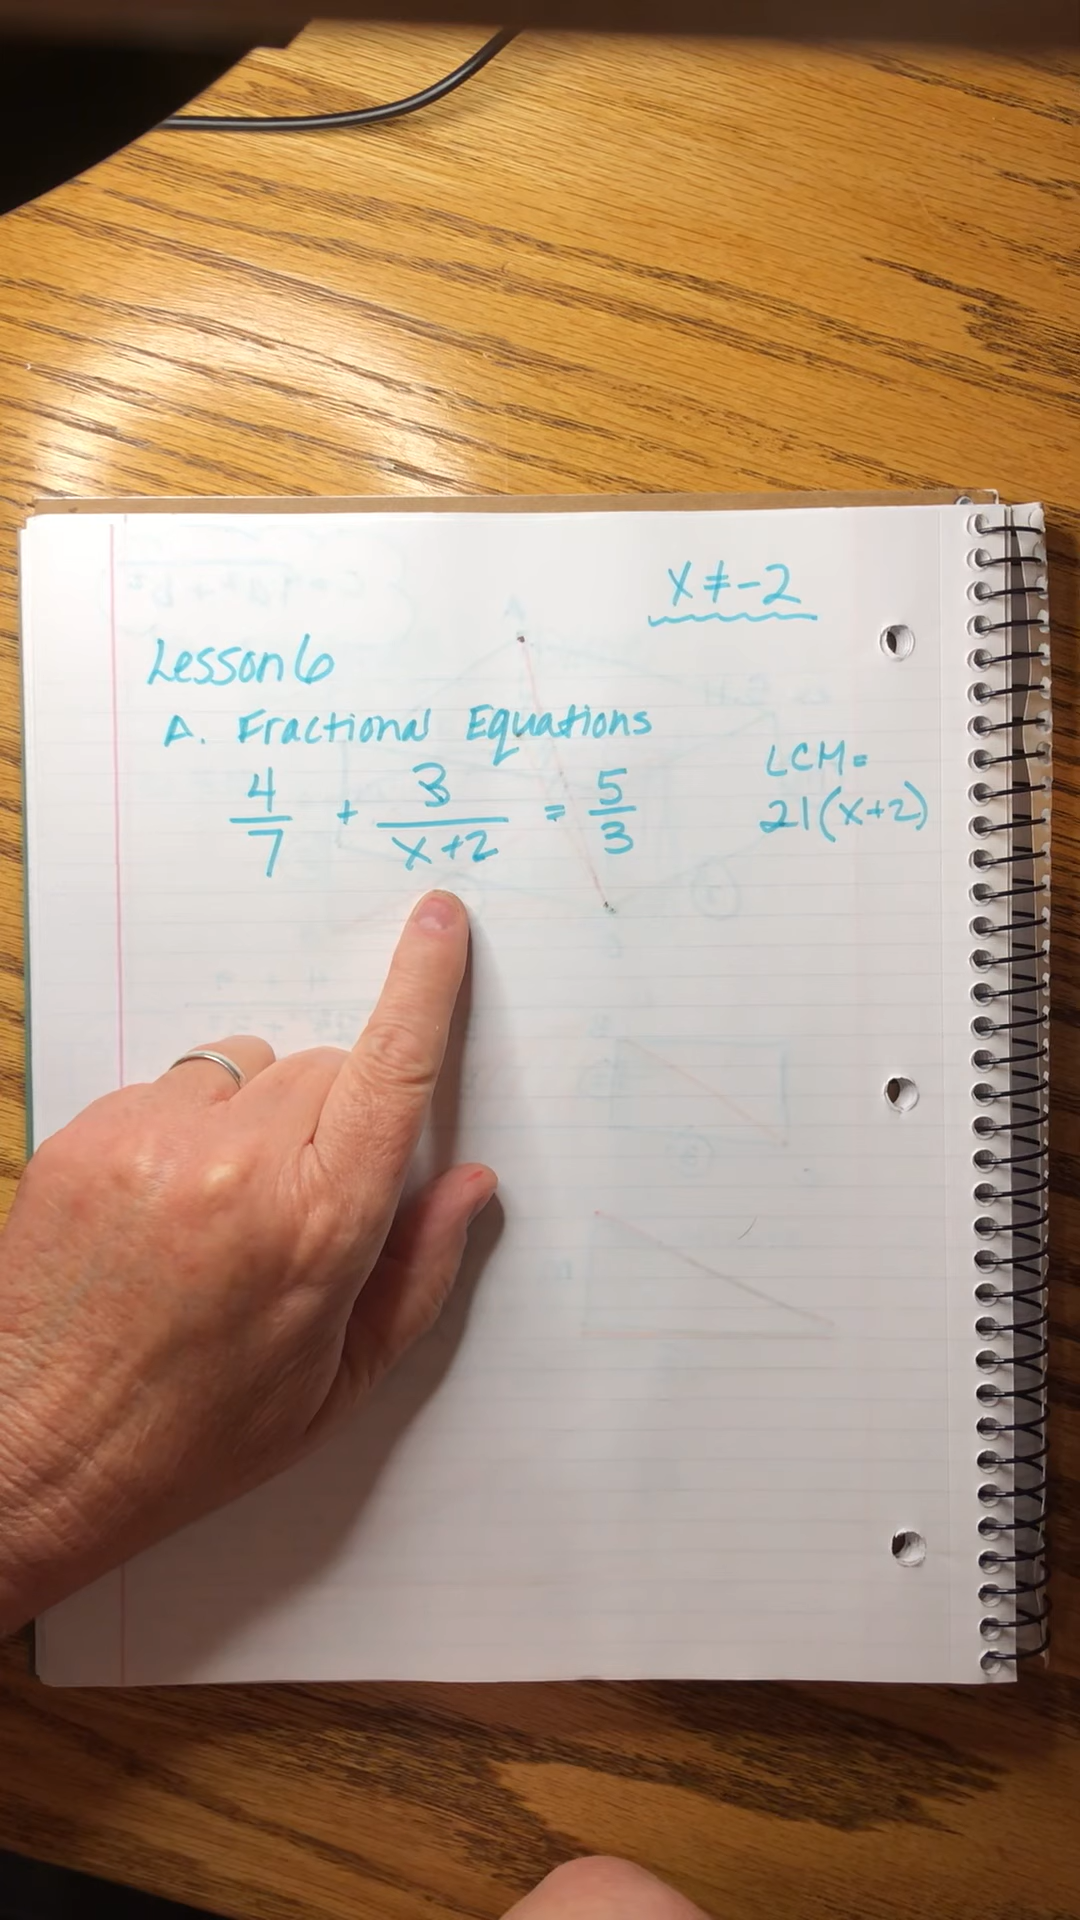 x ≠ -2
Lesson 6
A. Fractional Equations
4/7 + 3/(x+2) = 5/3
LCM =
21(x+2)